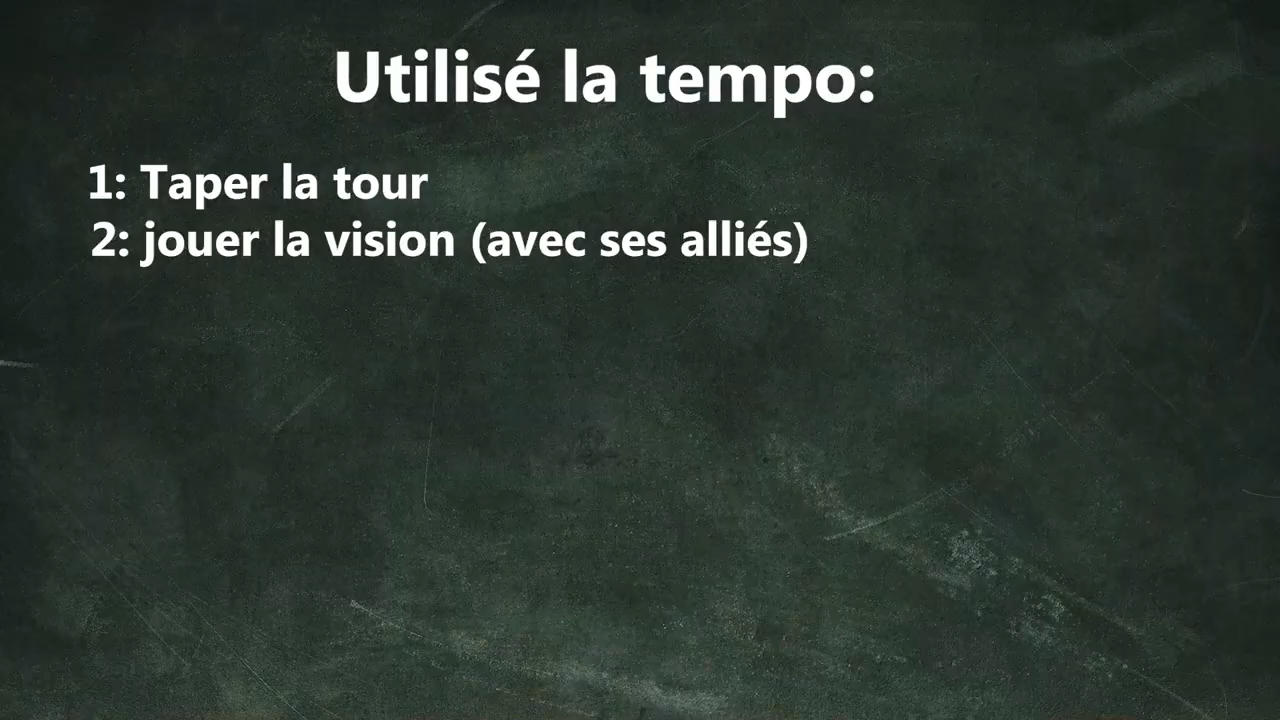 Utilisé la tempo:
1: Taper la tour
2: jouer la vision (avec ses alliés)